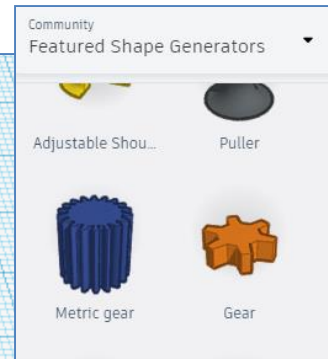 Community
Featured Shape Generators
Adjustable Shou...
Puller
Metric gear
Gear